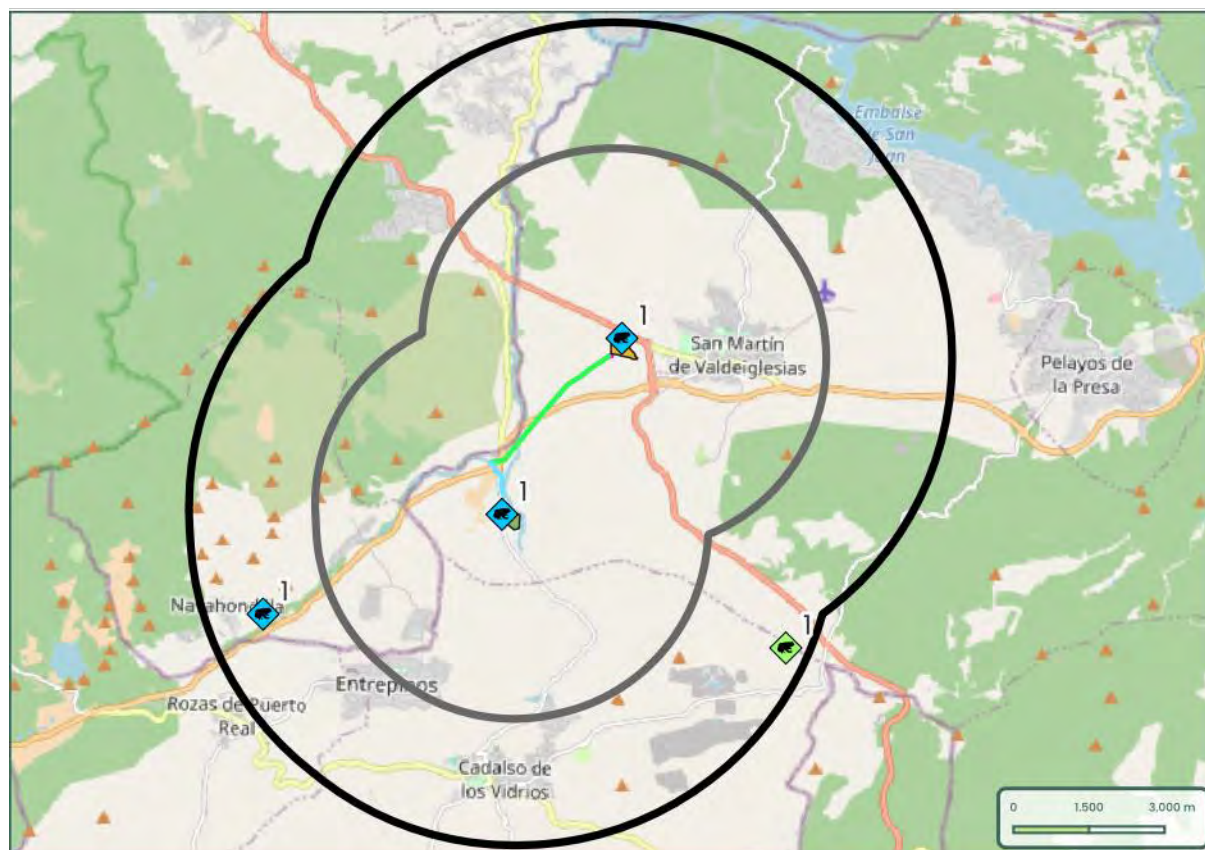 Embalse
de San
Juan
1
San Martín
de Valdeiglesias
Pelayos de
la Presa
1
1
Navahondilla
1
Entrepinos
Rozas de Puerto
Real
Cadalso de
los Vidrios
0 1.500 3.000 m